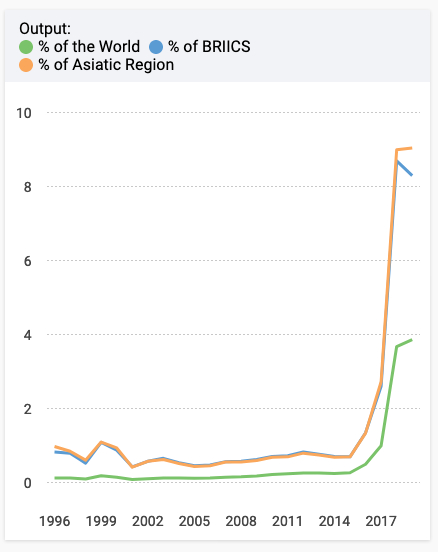 Output:
% of the World % of BRIICS
% of Asiatic Region
10
8
6
4
2
0
1996 1999 2002 2005 2008 2011 2014 2017